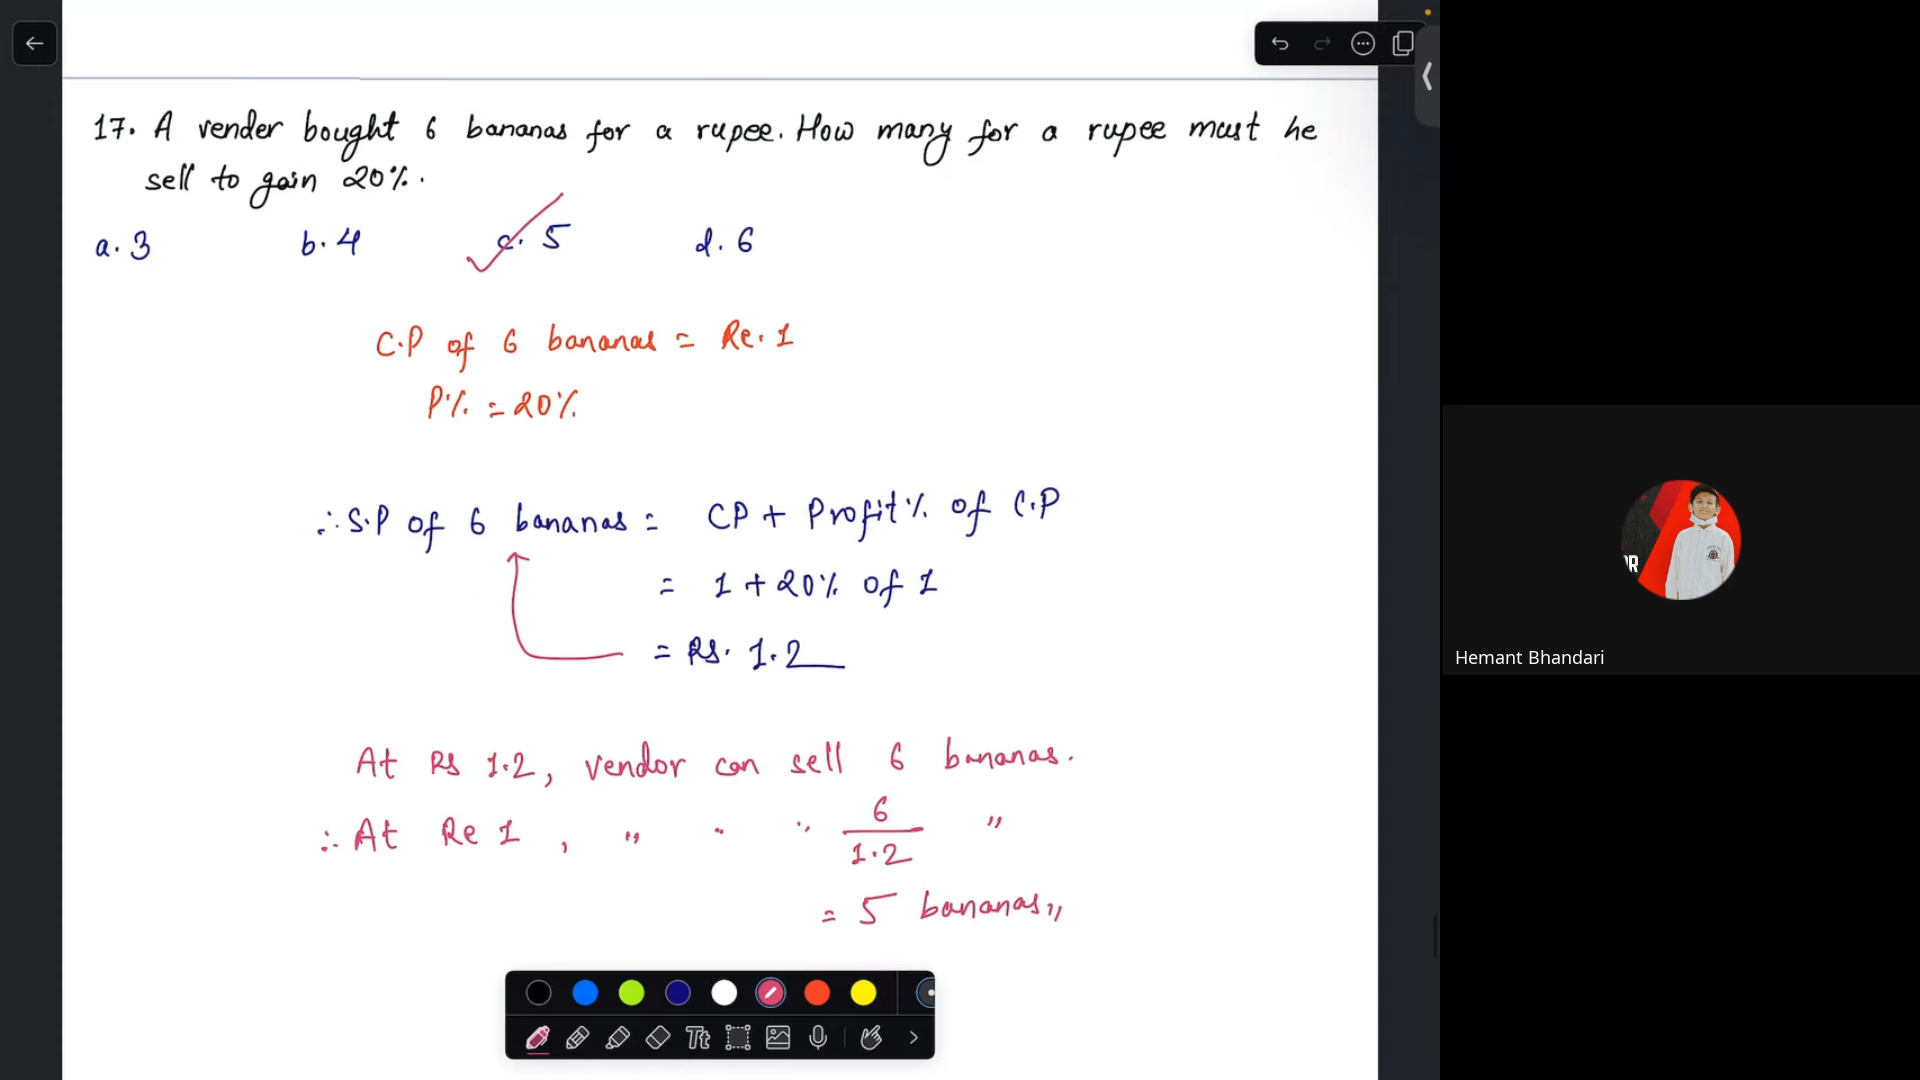 17. A vender bought 6 bananas for a rupee. How many for a rupee must he
sell to gain 20%.
a. 3 b. 4 c. 5 d. 6
C.P of 6 bananas = Re. 1
P% = 20%
∴ S.P of 6 bananas = CP + Profit% of C.P
= 1 + 20% of 1
= Rs. 1.2
At Rs 1.2, vendor can sell 6 bananas.
∴ At Re 1, " " " 6/1.2 "
= 5 bananas,,
Tt
OR
Hemant Bhandari